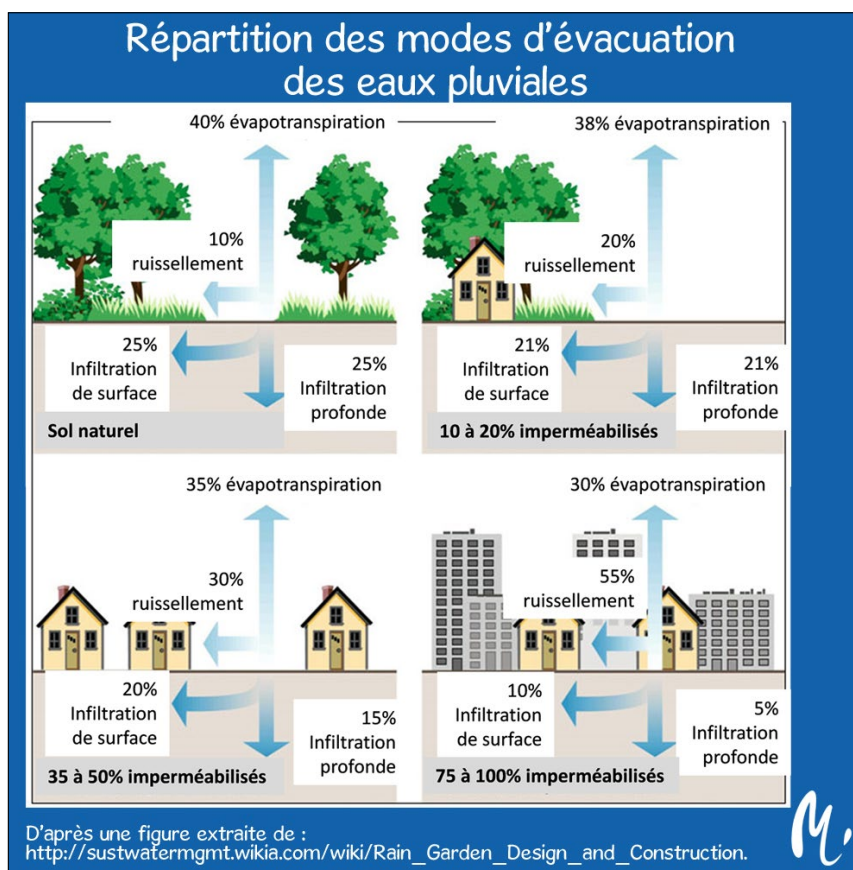 Répartition des modes d'évacuation
des eaux pluviales
40% évapotranspiration
10%
ruissellement
25%
Infiltration
de surface
25%
Infiltration
profonde
Sol naturel
38% évapotranspiration
20%
ruissellement
21%
Infiltration
de surface
21%
Infiltration
profonde
10 à 20% imperméabilisés
35% évapotranspiration
30%
ruissellement
20%
Infiltration
de surface
15%
Infiltration
profonde
35 à 50% imperméabilisés
30% évapotranspiration
55%
ruissellement
10%
Infiltration
de surface
5%
Infiltration
profonde
75 à 100% imperméabilisés
D'après une figure extraite de :
http://sustwatermgmt.wikia.com/wiki/Rain_Garden_Design_and_Construction.
M.